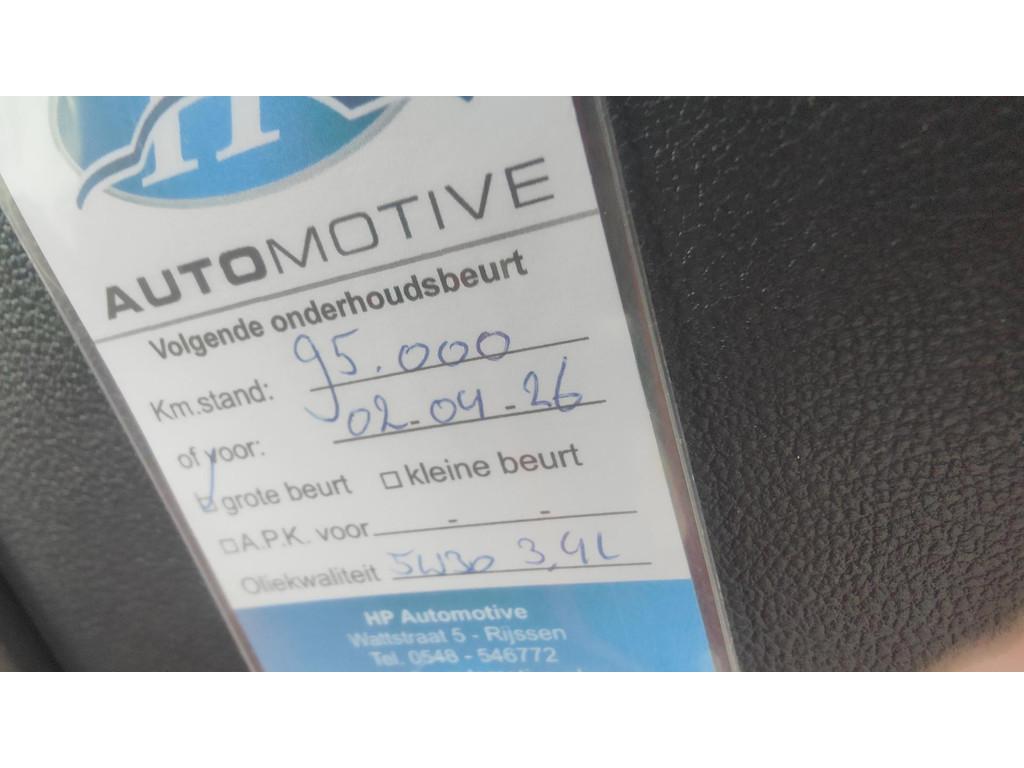 AUTOMOTIVE
Volgende onderhoudsbeurt
Km.stand: 95.000
of voor: 02-04-26
grote beurt kleine beurt
A.P.K. voor - -
Oliekwaliteit 5W30 3,4L
HP Automotive
Wattstraat 5 - Rijssen
Tel. 0548 - 546772